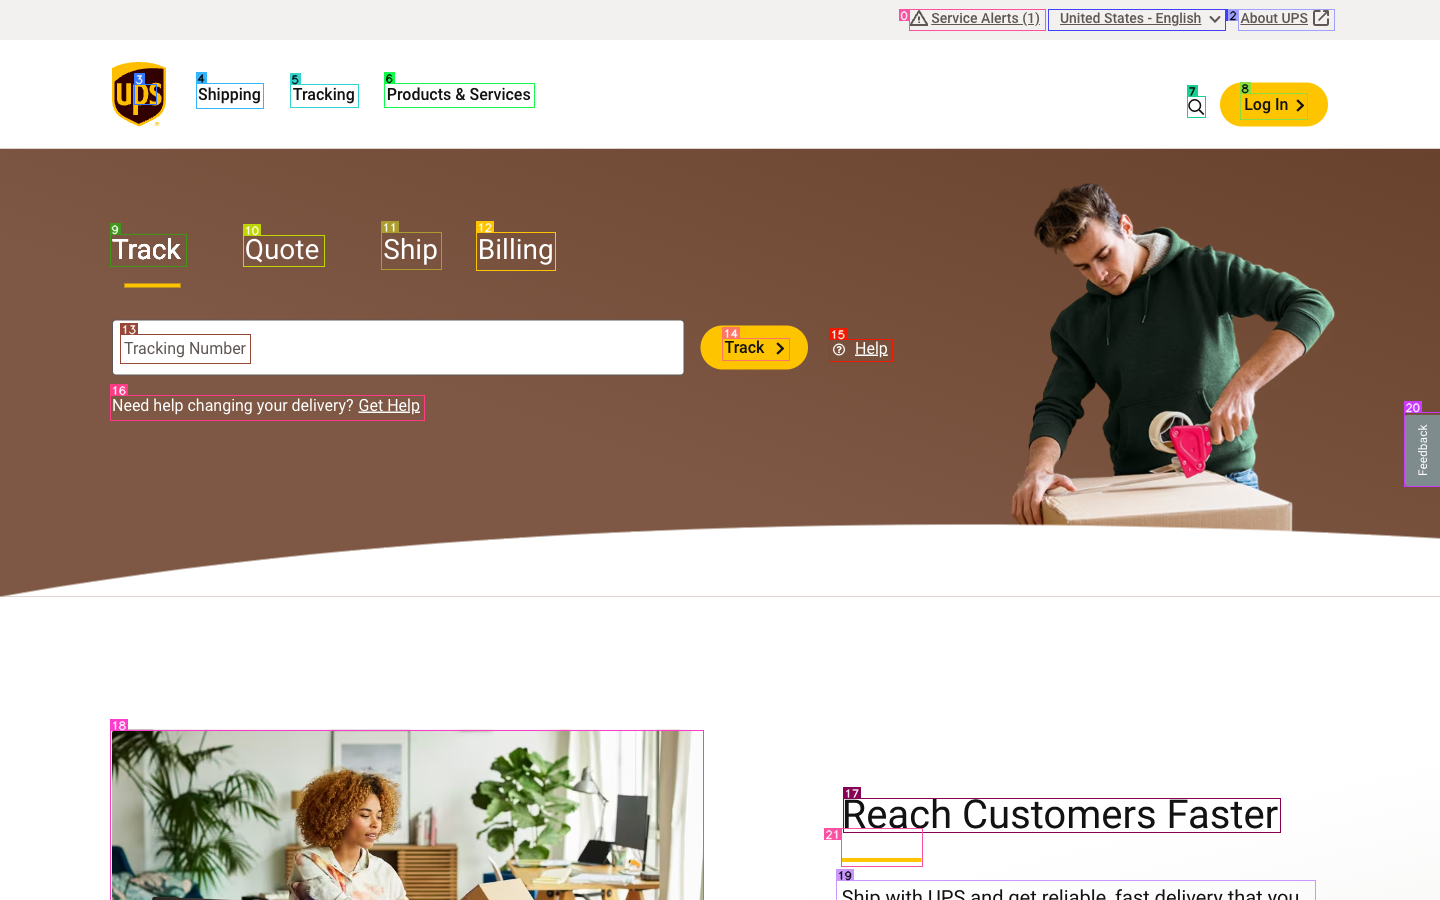 Service Alerts (1)
United States - English
About UPS
ups
Shipping
Tracking
Products & Services
Log In
Track
Quote
Ship
Billing
Tracking Number
Track
Help
Need help changing your delivery? Get Help
Feedback
Reach Customers Faster
Ship with UPS and get reliable, fast delivery that you
0
2
3
4
5
6
7
8
9
10
11
12
13
14
15
16
20
18
17
21
19